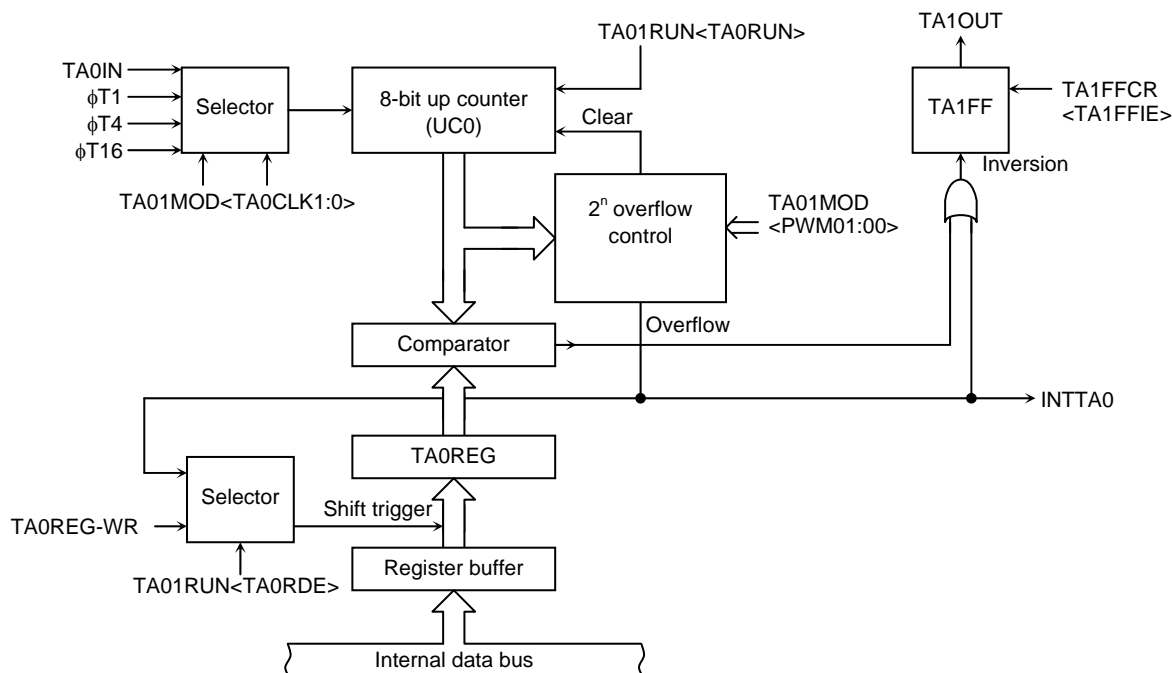 TA01RUN<TA0RUN>
TA1OUT
TA0IN
ϕT1
ϕT4
ϕT16
Selector
8-bit up counter
(UC0)
TA1FF
TA1FFCR
<TA1FFIE>
Clear
Inversion
TA01MOD<TA0CLK1:0>
2ⁿ overflow
control
TA01MOD
<PWM01:00>
Overflow
Comparator
INTTA0
TA0REG
Selector
Shift trigger
TA0REG-WR
Register buffer
TA01RUN<TA0RDE>
Internal data bus